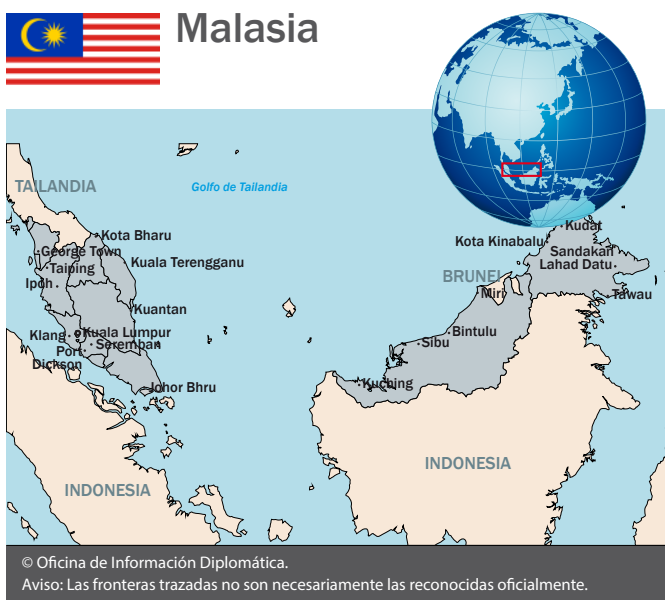 Malasia
TAILANDIA
Golfo de Tailandia
Kota Bharu
George Town
Taiping
Kuala Terengganu
Ipoh
Kuantan
Klang
Kuala Lumpur
Seremban
Port
Dickson
Johor Bhru
Kudat
Kota Kinabalu
Sandakan
Lahad Datu
BRUNEI
Miri
Tawau
Bintulu
Sibu
Kuching
INDONESIA
INDONESIA
© Oficina de Información Diplomática.
Aviso: Las fronteras trazadas no son necesariamente las reconocidas oficialmente.